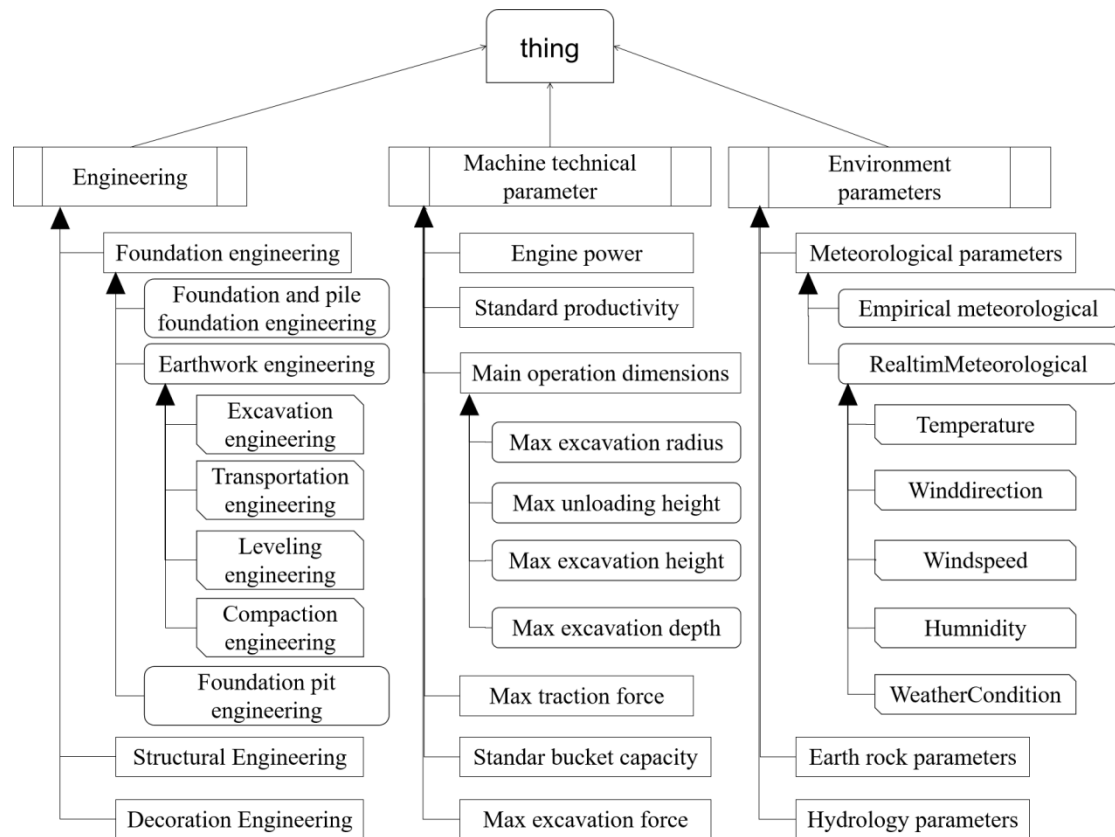 thing
Engineering
Machine technical
parameter
Environment
parameters
Foundation engineering
Foundation and pile
foundation engineering
Earthwork engineering
Excavation
engineering
Transportation
engineering
Leveling
engineering
Compaction
engineering
Foundation pit
engineering
Structural Engineering
Decoration Engineering
Engine power
Standard productivity
Main operation dimensions
Max excavation radius
Max unloading height
Max excavation height
Max excavation depth
Max traction force
Standar bucket capacity
Max excavation force
Meteorological parameters
Empirical meteorological
RealtimMeteorological
Temperature
Winddirection
Windspeed
Humnidity
WeatherCondition
Earth rock parameters
Hydrology parameters